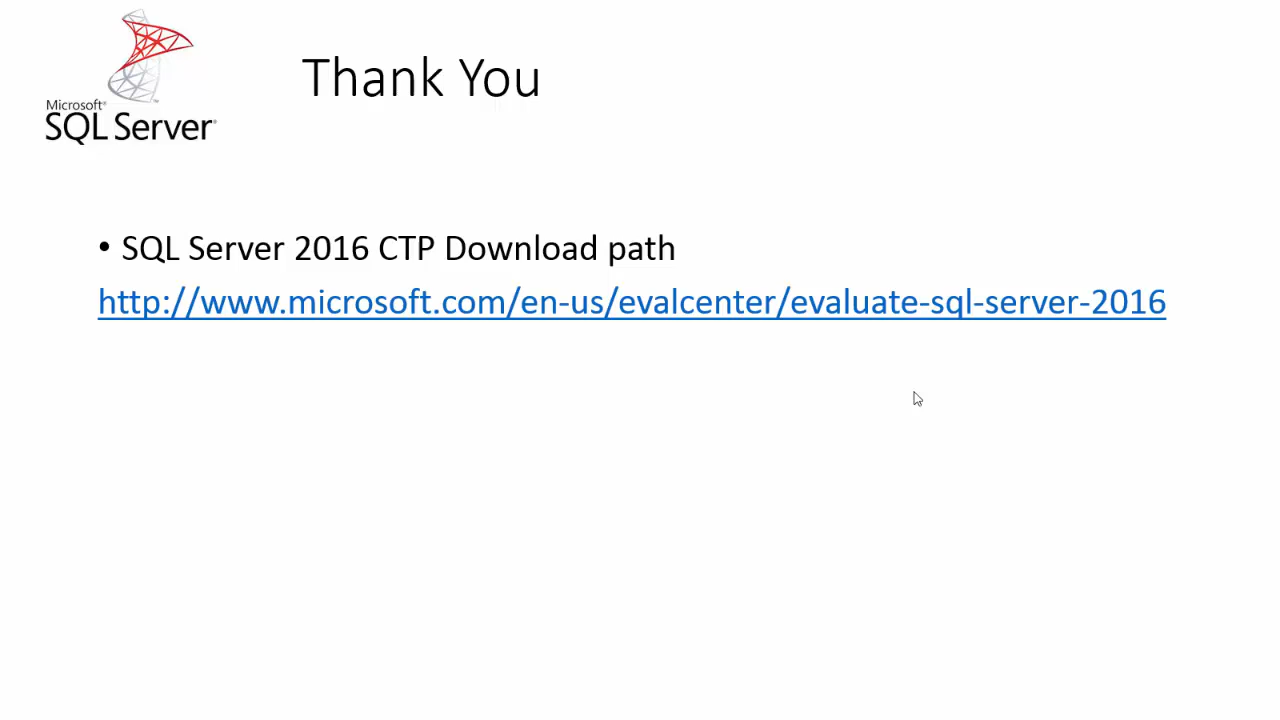 Microsoft®
SQL Server®
Thank You
• SQL Server 2016 CTP Download path
http://www.microsoft.com/en-us/evalcenter/evaluate-sql-server-2016